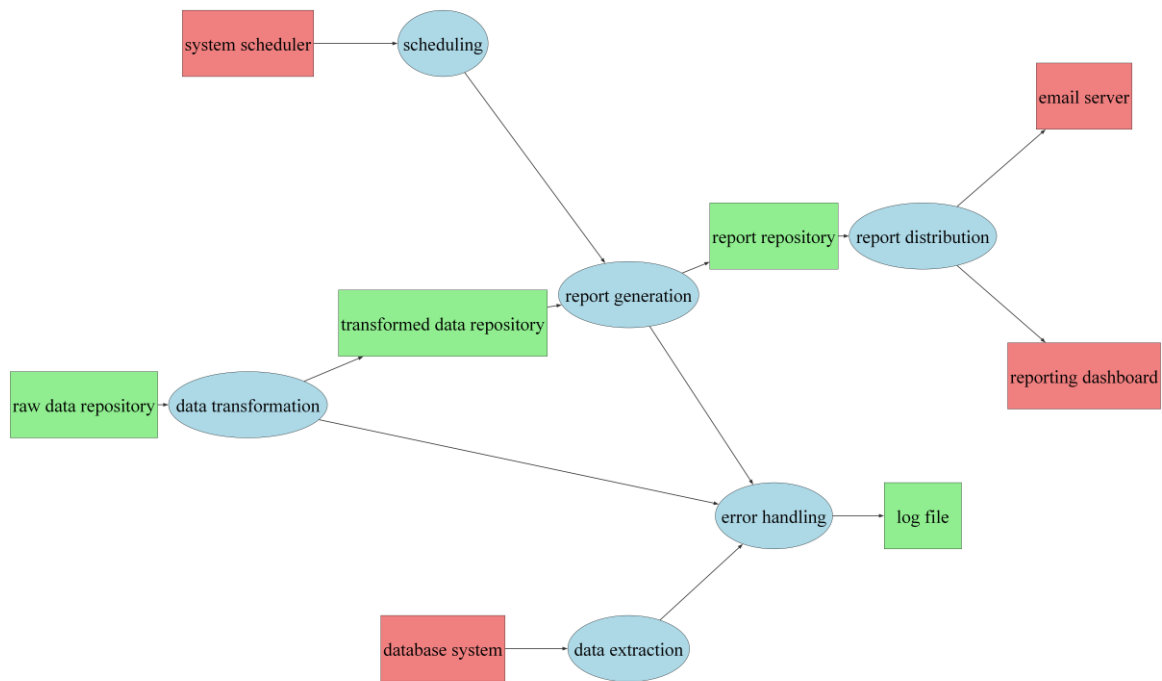 system scheduler
scheduling
email server
report repository
report distribution
report generation
transformed data repository
reporting dashboard
raw data repository
data transformation
error handling
log file
database system
data extraction